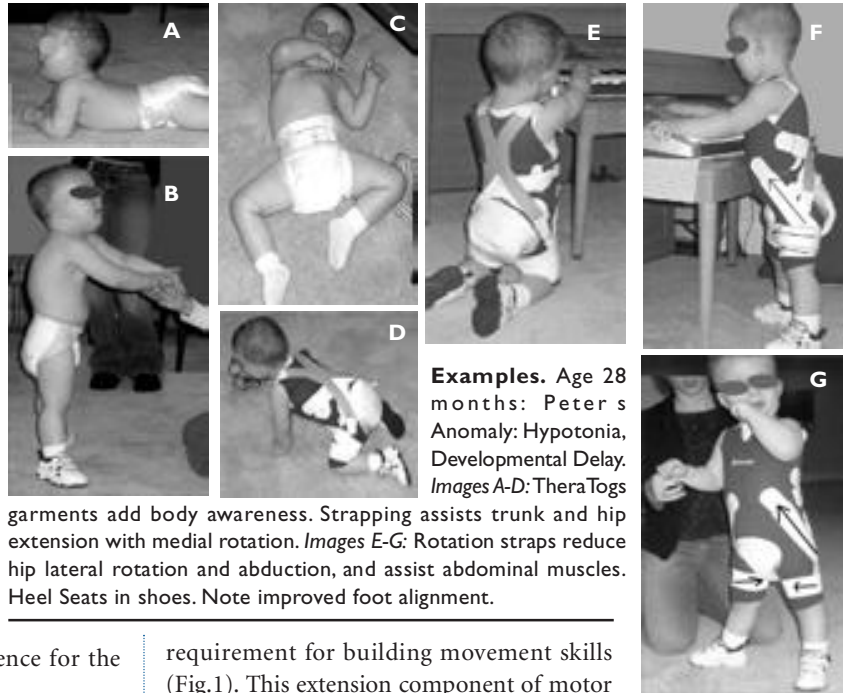 A
B
C
D
E
F
G
Examples. Age 28
months: Peter s
Anomaly: Hypotonia,
Developmental Delay.
Images A-D: TheraTogs
garments add body awareness. Strapping assists trunk and hip
extension with medial rotation. Images E-G: Rotation straps reduce
hip lateral rotation and abduction, and assist abdominal muscles.
Heel Seats in shoes. Note improved foot alignment.
ence for the
requirement for building movement skills
(Fig.1). This extension component of motor